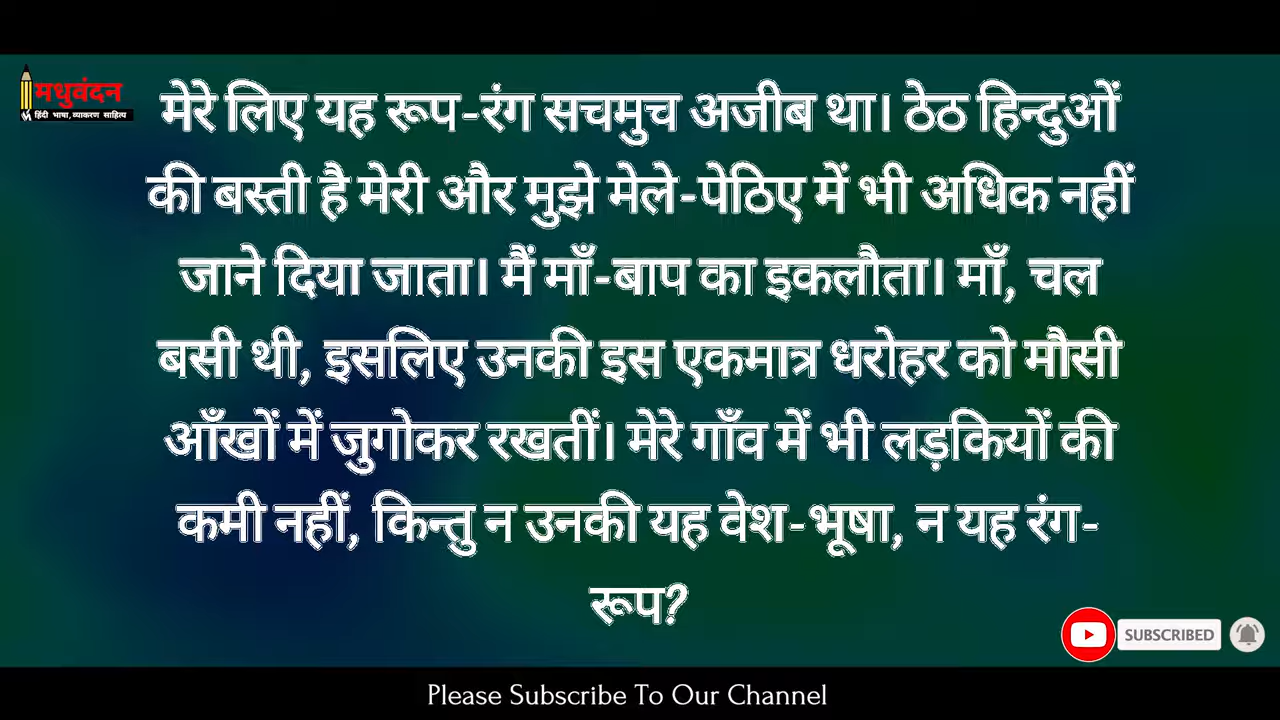 मधुवंदन
हिंदी भाषा,व्याकरण साहित्य
मेरे लिए यह रूप-रंग सचमुच अजीब था। ठेठ हिन्दुओं
की बस्ती है मेरी और मुझे मेले-पेठिए में भी अधिक नहीं
जाने दिया जाता। मैं माँ-बाप का इकलौता। माँ, चल
बसी थी, इसलिए उनकी इस एकमात्र धरोहर को मौसी
आँखों में जुगोकर रखतीं। मेरे गाँव में भी लड़कियों की
कमी नहीं, किन्तु न उनकी यह वेश-भूषा, न यह रंग-
रूप?
SUBSCRIBED
Please Subscribe To Our Channel